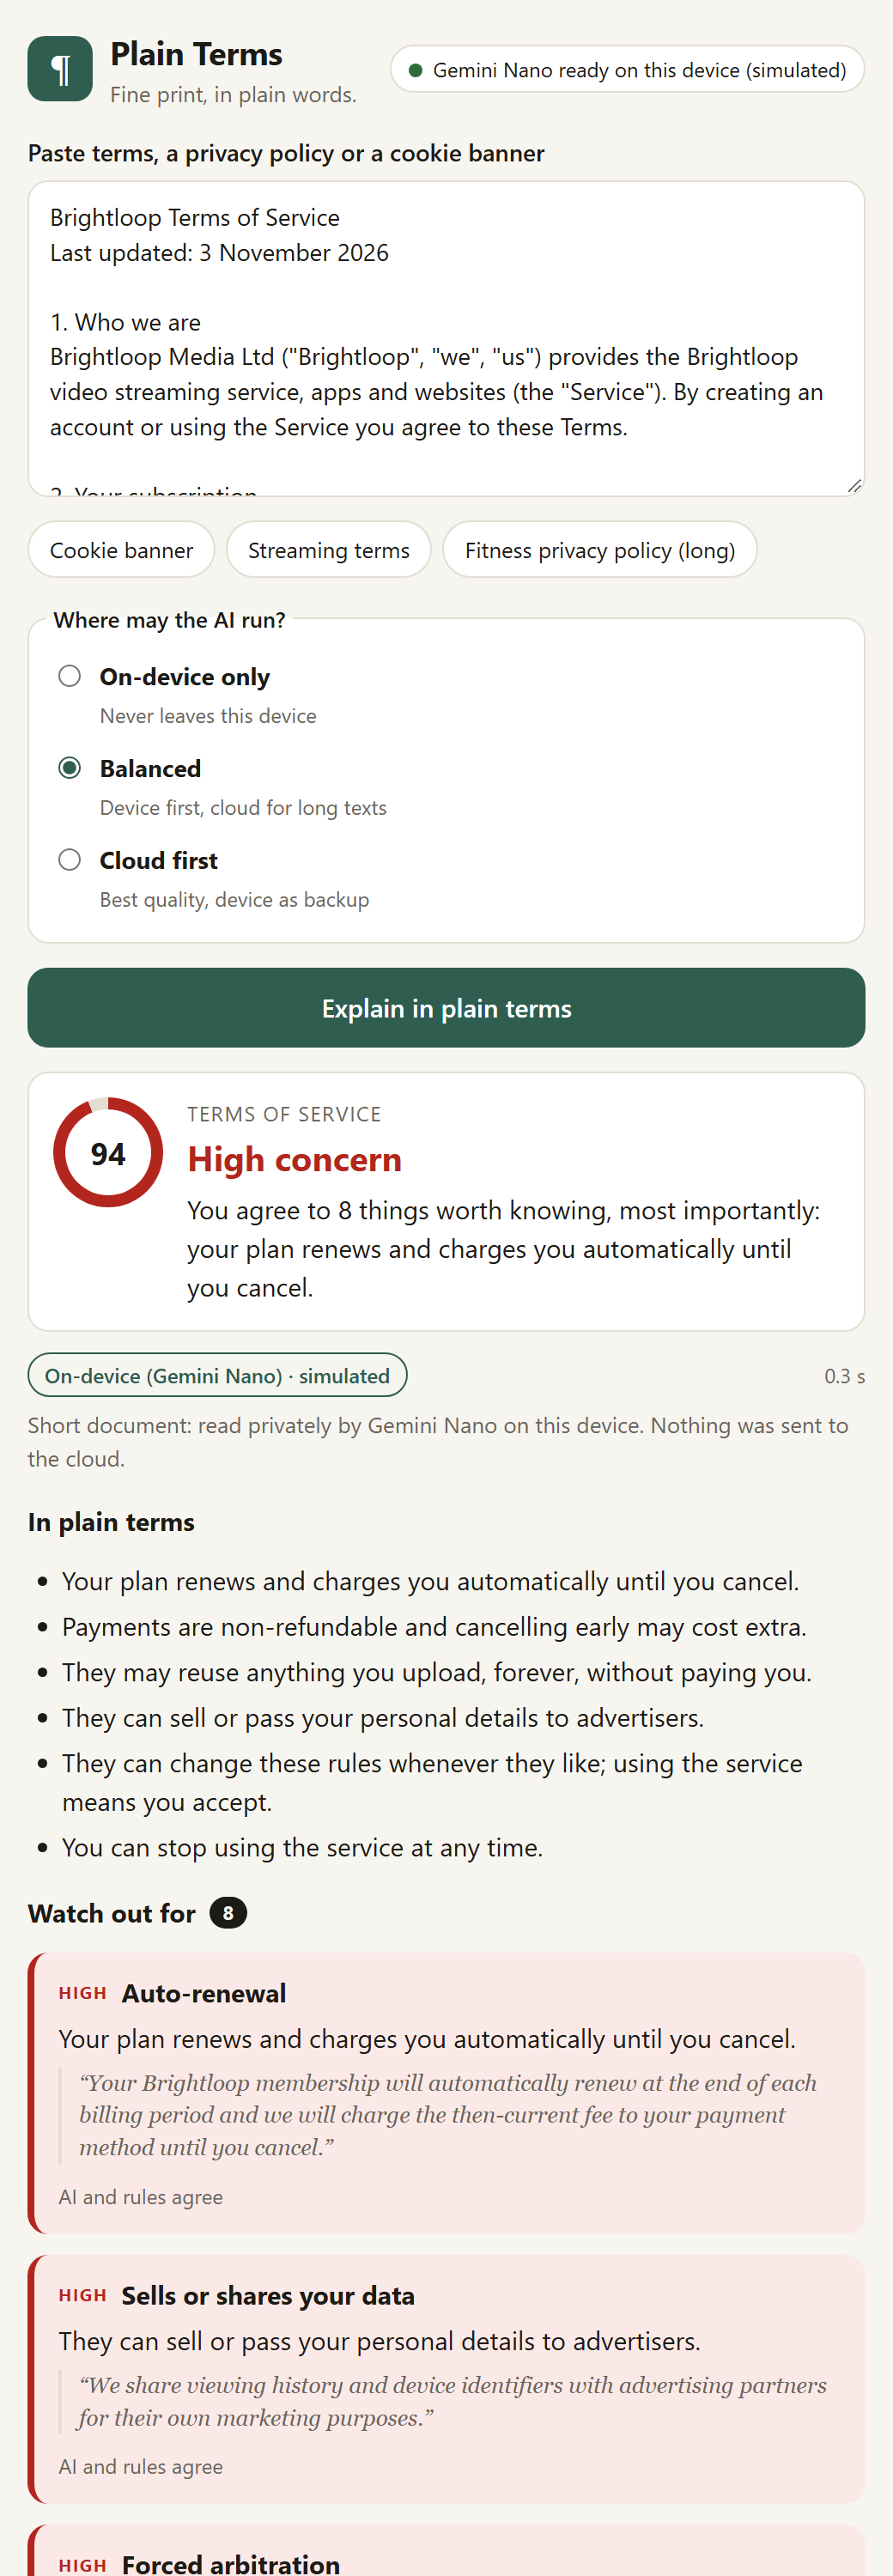 ¶
Plain Terms
Fine print, in plain words.
Gemini Nano ready on this device (simulated)
Paste terms, a privacy policy or a cookie banner
Brightloop Terms of Service
Last updated: 3 November 2026
1. Who we are
Brightloop Media Ltd ("Brightloop", "we", "us") provides the Brightloop
video streaming service, apps and websites (the "Service"). By creating an
account or using the Service you agree to these Terms.
2. Your subscription
Cookie banner
Streaming terms
Fitness privacy policy (long)
Where may the AI run?
On-device only
Never leaves this device
Balanced
Device first, cloud for long texts
Cloud first
Best quality, device as backup
Explain in plain terms
94
TERMS OF SERVICE
High concern
You agree to 8 things worth knowing, most importantly:
your plan renews and charges you automatically until
you cancel.
On-device (Gemini Nano) · simulated
0.3 s
Short document: read privately by Gemini Nano on this device. Nothing was sent to
the cloud.
In plain terms
• Your plan renews and charges you automatically until you cancel.
• Payments are non-refundable and cancelling early may cost extra.
• They may reuse anything you upload, forever, without paying you.
• They can sell or pass your personal details to advertisers.
• They can change these rules whenever they like; using the service
means you accept.
• You can stop using the service at any time.
Watch out for 8
HIGH Auto-renewal
Your plan renews and charges you automatically until you cancel.
“Your Brightloop membership will automatically renew at the end of each
billing period and we will charge the then-current fee to your payment
method until you cancel.”
AI and rules agree
HIGH Sells or shares your data
They can sell or pass your personal details to advertisers.
“We share viewing history and device identifiers with advertising partners
for their own marketing purposes.”
AI and rules agree
HIGH Forced arbitration